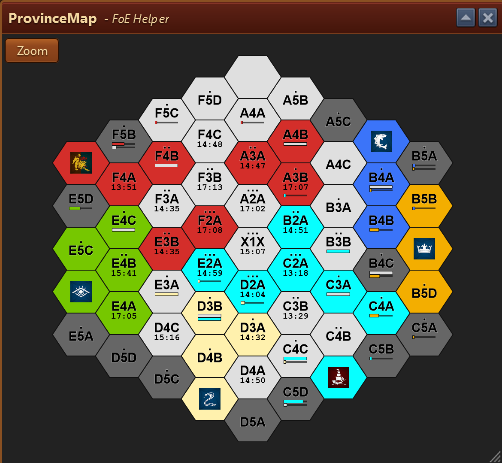 ProvinceMap - FoE Helper
Zoom
F5D
A5B
F5C
A4A
A5C
F5B
F4C
14:48
A4B
F4B
A3A
14:47
B5A
A4C
F4A
13:51
F3B
17:13
A3B
17:07
B4A
E5D
F3A
14:35
A2A
17:02
B5B
B3A
E4C
F2A
17:08
B2A
14:51
B4B
E3B
14:35
X1X
15:07
B3B
E5C
E4B
15:41
E2A
14:59
C2A
13:18
B4C
E3A
D2A
14:04
C3A
B5D
E4A
17:05
D3B
C3B
13:29
C4A
E5A
D4C
15:16
D3A
14:32
C4B
C5A
D5D
D4B
C4C
C5B
D5C
D4A
14:50
C5D
D5A